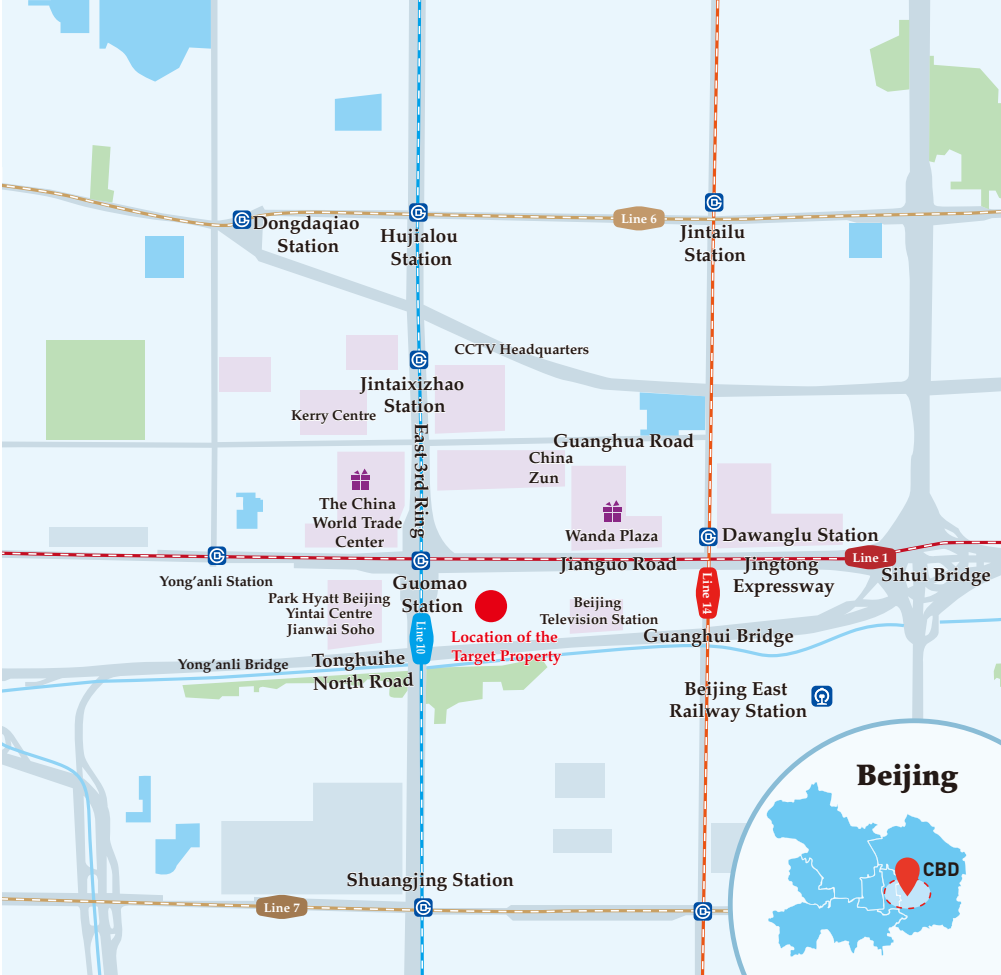 Line 6
Dongdaqiao
Station
Hujialou
Station
Jintailu
Station
CCTV Headquarters
Jintaixizhao
Station
Kerry Centre
East 3rd Ring
Guanghua Road
China
Zun
The China
World Trade
Center
Wanda Plaza
Dawanglu Station
Line 1
Jianguo Road
Jingtong
Expressway
Sihui Bridge
Yong'anli Station
Guomao
Station
Park Hyatt Beijing
Yintai Centre
Jianwai Soho
Line 10
Location of the
Target Property
Beijing
Television Station
Line 14
Guanghui Bridge
Yong'anli Bridge
Tonghuihe
North Road
Beijing East
Railway Station
Beijing
CBD
Shuangjing Station
Line 7